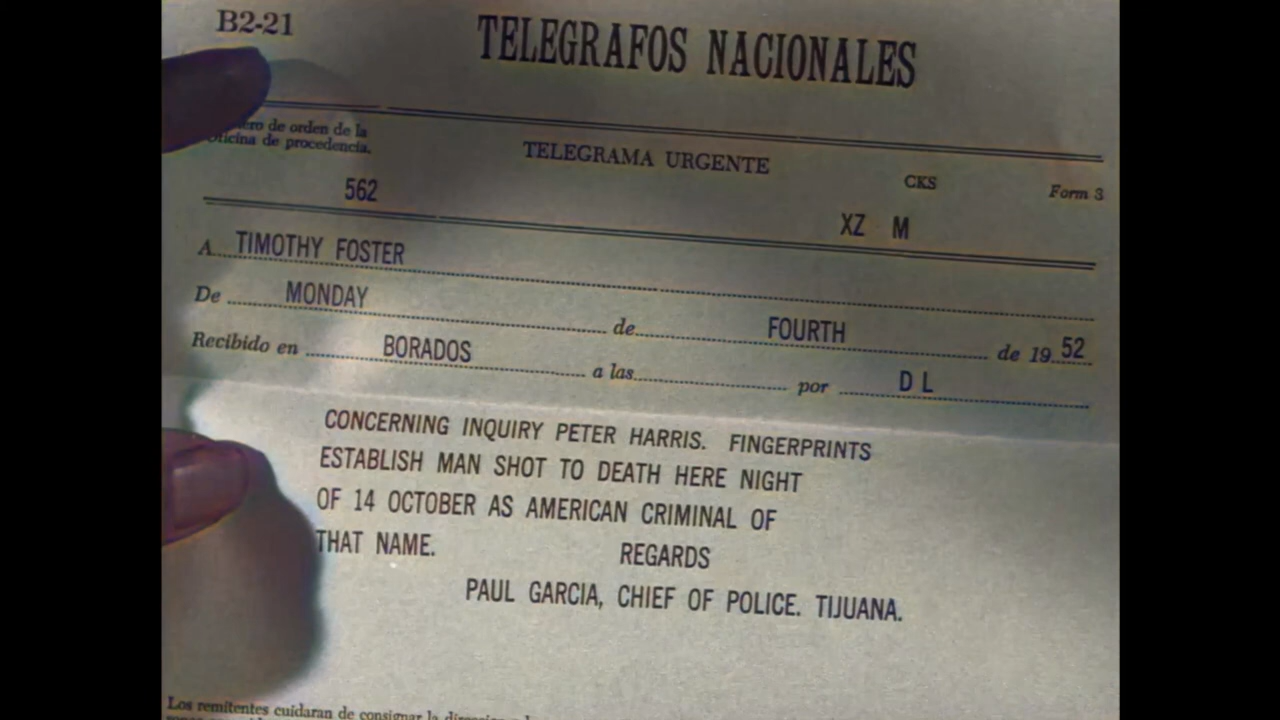 B2-21
TELEGRAFOS NACIONALES
de orden de la
Oficina de procedencia.
TELEGRAMA URGENTE
CKS
Form 3
562
XZ M
A TIMOTHY FOSTER
De MONDAY de FOURTH de 19 52
Recibido en BORADOS a las por D L
CONCERNING INQUIRY PETER HARRIS. FINGERPRINTS
ESTABLISH MAN SHOT TO DEATH HERE NIGHT
OF 14 OCTOBER AS AMERICAN CRIMINAL OF
THAT NAME. REGARDS
PAUL GARCIA, CHIEF OF POLICE. TIJUANA.
Los remitentes cuidaran de consignar la